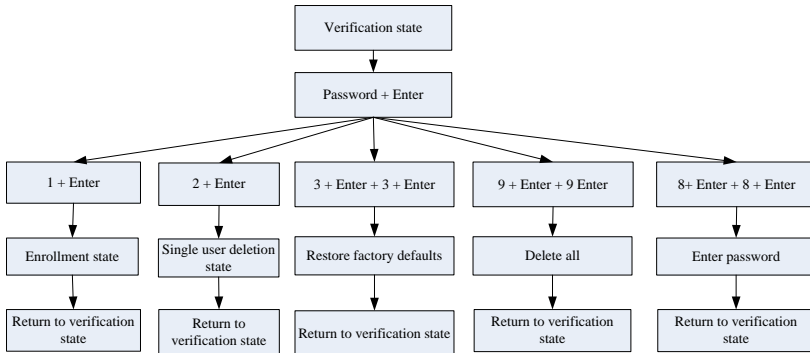 Verification state
Password + Enter
1 + Enter
2 + Enter
3 + Enter + 3 + Enter
9 + Enter + 9 Enter
8+ Enter + 8 + Enter
Enrollment state
Single user deletion
state
Restore factory defaults
Delete all
Enter password
Return to verification
state
Return to
verification state
Return to verification state
Return to verification
state
Return to verification
state